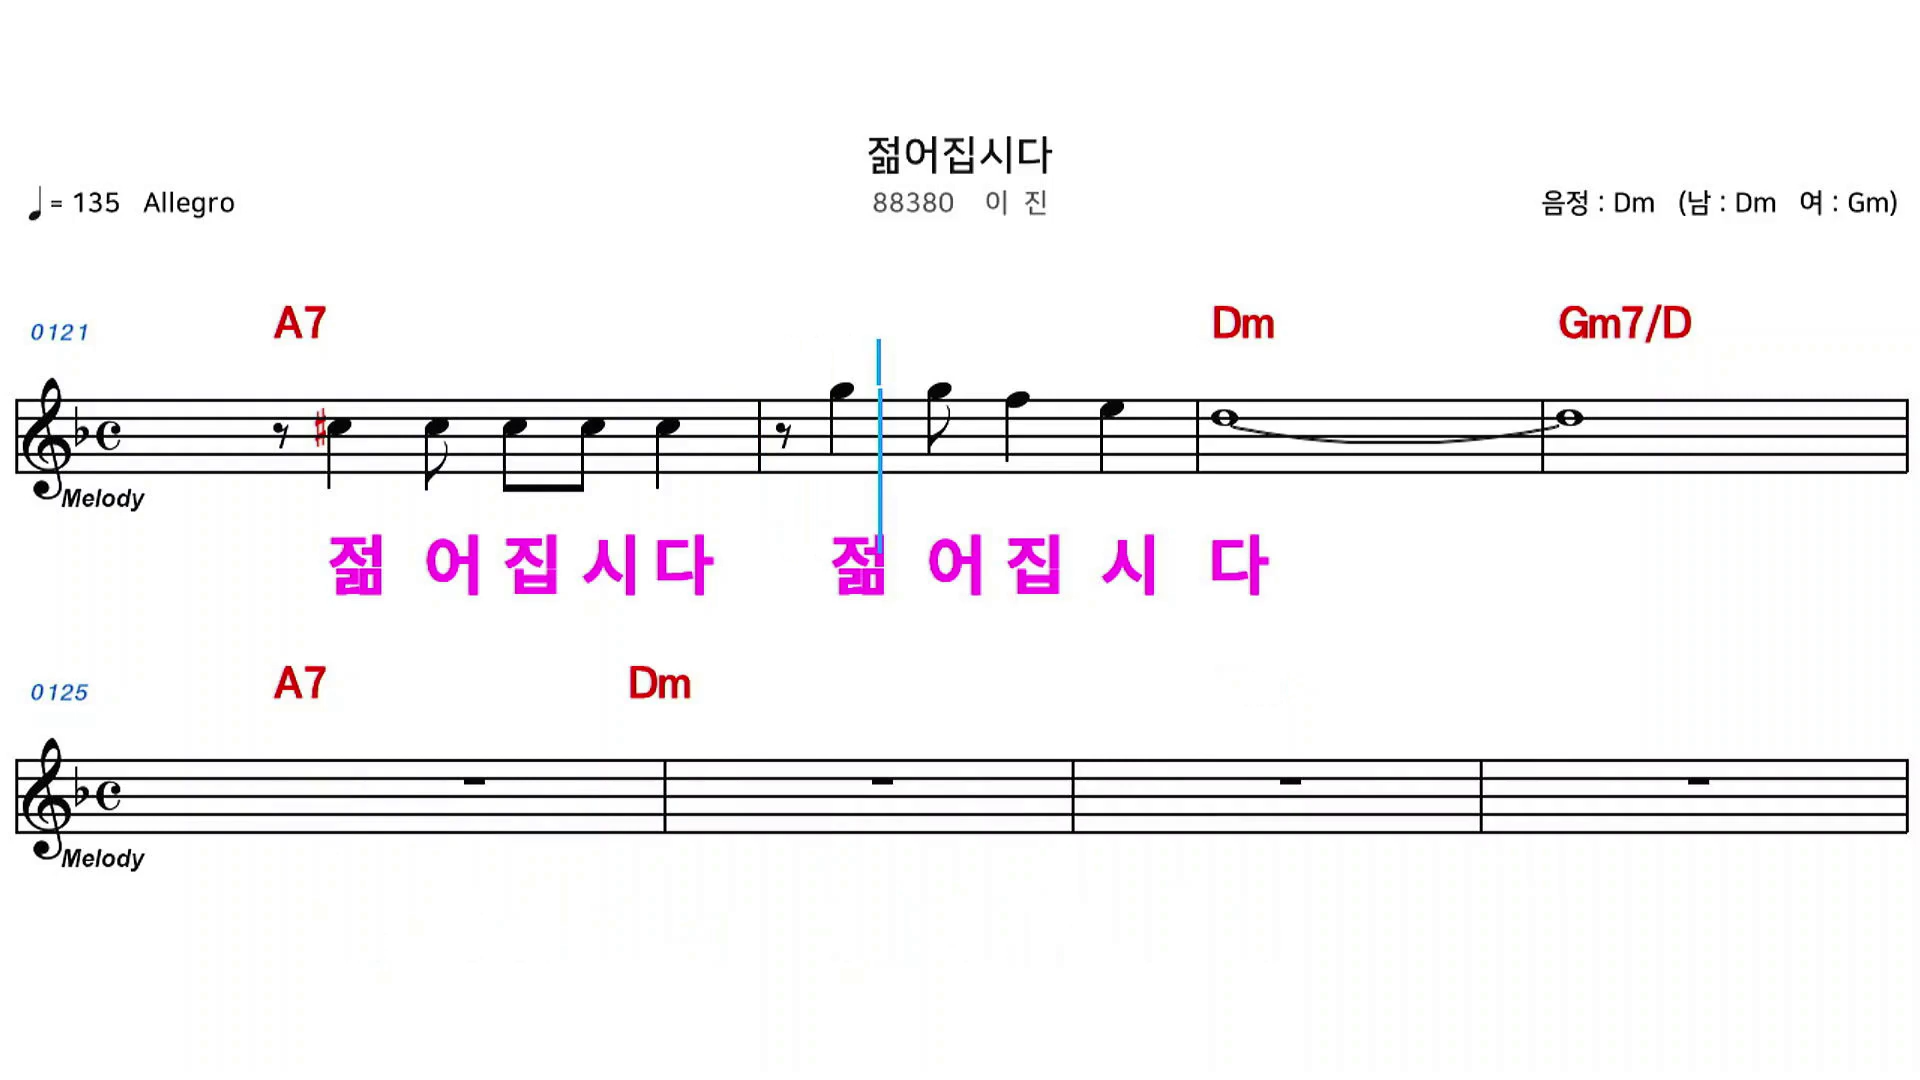 젊어집시다
= 135 Allegro
88380 이 진
음정 : Dm (남 : Dm 여 : Gm)
0121 A7 Dm Gm7/D
Melody
젊 어 집 시 다 젊 어 집 시 다
0125 A7 Dm
Melody